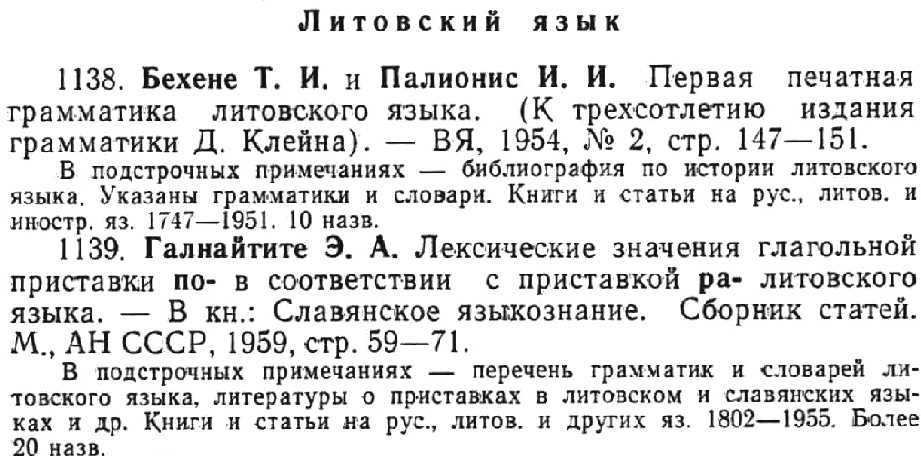 Литовский язык
1138. Бехене Т. И. и Палионис И. И. Первая печатная
грамматика литовского языка. (К трехсотлетию издания
грамматики Д. Клейна). — ВЯ, 1954, № 2, стр. 147—151.
В подстрочных примечаниях — библиография по истории литовского
языка. Указаны грамматики и словари. Книги и статьи на рус., литов. и
иностр. яз. 1747—1951. 10 назв.
1139. Галнайтите Э. А. Лексические значения глагольной
приставки по- в соответствии с приставкой ра- литовского
языка. — В кн.: Славянское языкознание. Сборник статей.
М., АН СССР, 1959, стр. 59—71.
В подстрочных примечаниях — перечень грамматик и словарей ли-
товского языка, литературы о приставках в литовском и славянских язы-
ках и др. Книги и статьи на рус., литов. и других яз. 1802—1955. Более
20 назв.